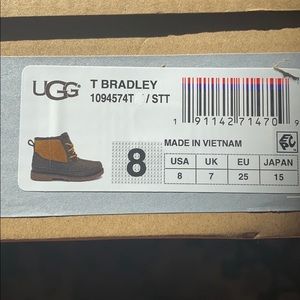 UGG
T BRADLEY
1094574T / STT
1 91142 71470 9
MADE IN VIETNAM
8
USA UK EU JAPAN
8 7 25 15